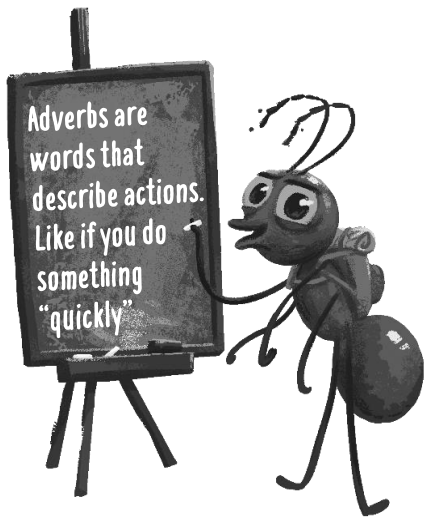 Adverbs are
words that
describe actions.
Like if you do
something
“quickly”